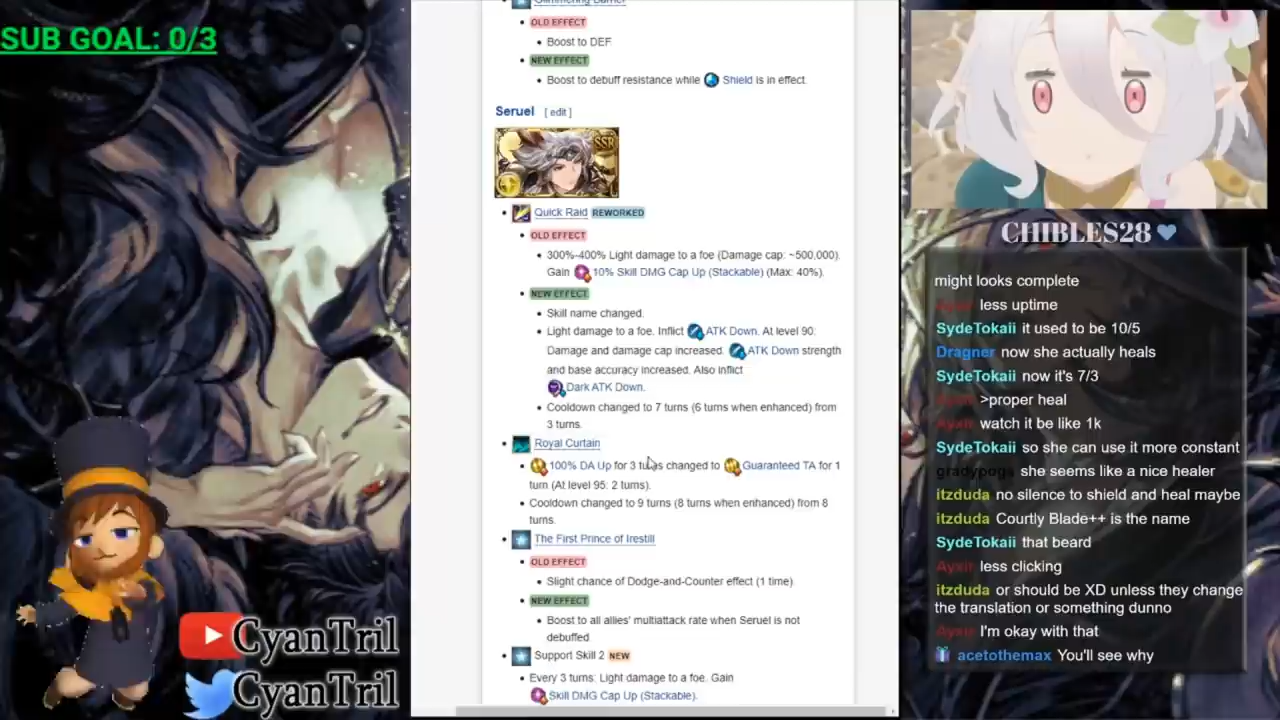 SUB GOAL: 0/3
Glimmering Barrier
OLD EFFECT
Boost to DEF
NEW EFFECT
Boost to debuff resistance while Shield is in effect.
Seruel [ edit ]
SSR
Quick Raid REWORKED
OLD EFFECT
300%-400% Light damage to a foe (Damage cap: ~500,000).
Gain 10% Skill DMG Cap Up (Stackable) (Max: 40%).
NEW EFFECT
Skill name changed.
Light damage to a foe. Inflict ATK Down. At level 90:
Damage and damage cap increased. ATK Down strength
and base accuracy increased. Also inflict
Dark ATK Down.
Cooldown changed to 7 turns (6 turns when enhanced) from
3 turns.
Royal Curtain
100% DA Up for 3 turns changed to Guaranteed TA for 1
turn (At level 95: 2 turns).
Cooldown changed to 9 turns (8 turns when enhanced) from 8
turns.
The First Prince of Irestill
OLD EFFECT
Slight chance of Dodge-and-Counter effect (1 time)
NEW EFFECT
Boost to all allies' multiattack rate when Seruel is not
debuffed
Support Skill 2 NEW
Every 3 turns: Light damage to a foe. Gain
Skill DMG Cap Up (Stackable).
CHIBLES28
might looks complete
less uptime
SydeTokaii it used to be 10/5
Dragner now she actually heals
SydeTokaii now it's 7/3
>proper heal
watch it be like 1k
SydeTokaii so she can use it more constant
she seems like a nice healer
itzduda no silence to shield and heal maybe
itzduda Courtly Blade++ is the name
SydeTokaii that beard
less clicking
itzduda or should be XD unless they change
the translation or something dunno
I'm okay with that
acetothemax You'll see why
CyanTril
CyanTril